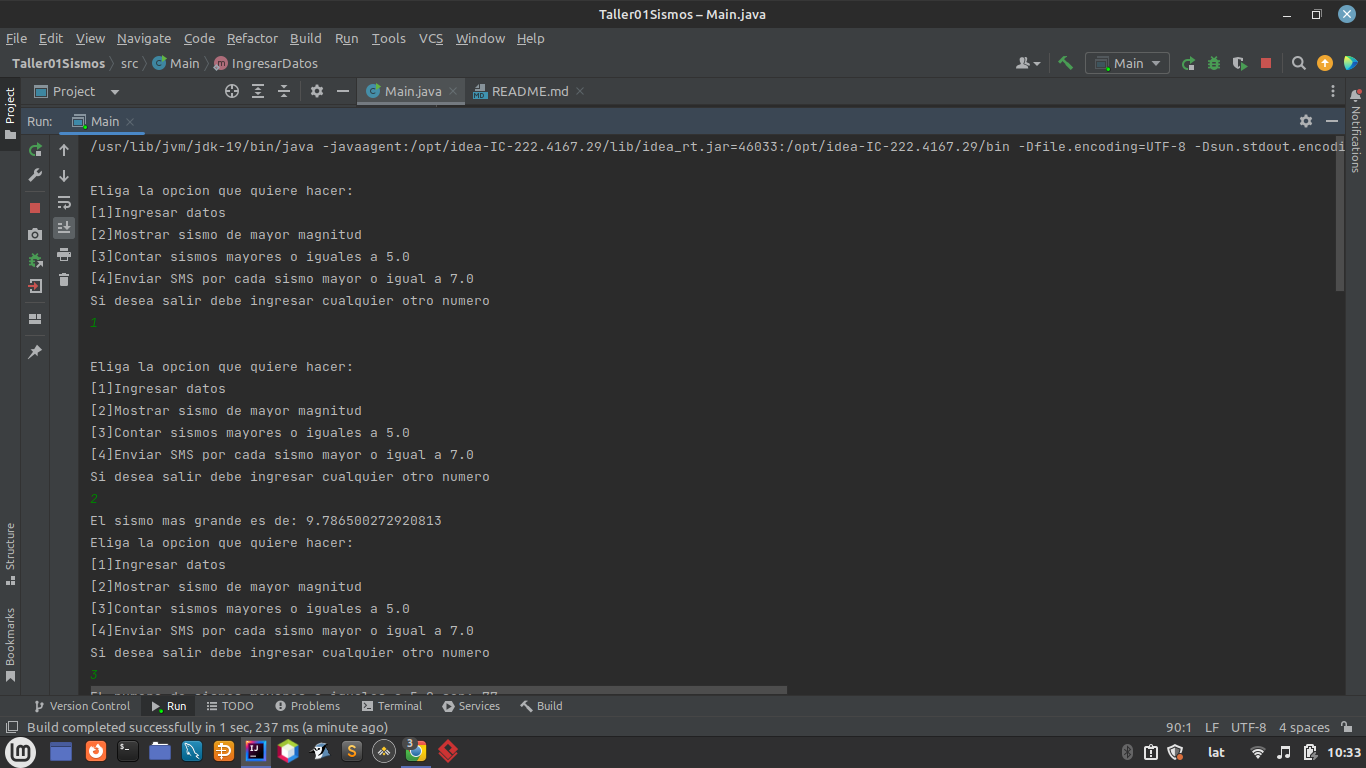 Taller01Sismos – Main.java
File Edit View Navigate Code Refactor Build Run Tools VCS Window Help
Taller01Sismos src Main IngresarDatos Main
Project Main.java README.md
Project
Notifications
Run: Main
/usr/lib/jvm/jdk-19/bin/java -javaagent:/opt/idea-IC-222.4167.29/lib/idea_rt.jar=46033:/opt/idea-IC-222.4167.29/bin -Dfile.encoding=UTF-8 -Dsun.stdout.encodi
Eliga la opcion que quiere hacer:
[1]Ingresar datos
[2]Mostrar sismo de mayor magnitud
[3]Contar sismos mayores o iguales a 5.0
[4]Enviar SMS por cada sismo mayor o igual a 7.0
Si desea salir debe ingresar cualquier otro numero
1
Eliga la opcion que quiere hacer:
[1]Ingresar datos
[2]Mostrar sismo de mayor magnitud
[3]Contar sismos mayores o iguales a 5.0
[4]Enviar SMS por cada sismo mayor o igual a 7.0
Si desea salir debe ingresar cualquier otro numero
2
El sismo mas grande es de: 9.786500272920813
Eliga la opcion que quiere hacer:
[1]Ingresar datos
[2]Mostrar sismo de mayor magnitud
[3]Contar sismos mayores o iguales a 5.0
[4]Enviar SMS por cada sismo mayor o igual a 7.0
Si desea salir debe ingresar cualquier otro numero
3
Structure
Bookmarks
Version Control Run TODO Problems Terminal Services Build
Build completed successfully in 1 sec, 237 ms (a minute ago) 90:1 LF UTF-8 4 spaces
3 lat 10:33